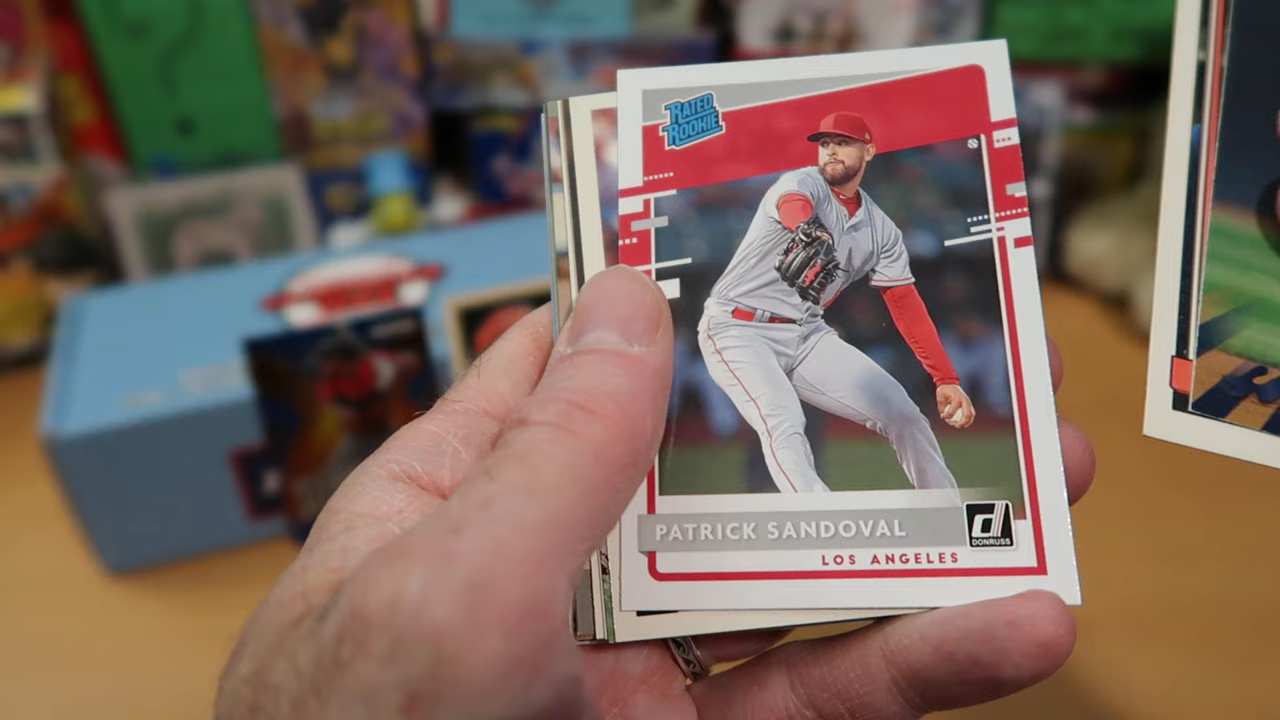 RATED
ROOKIE
PATRICK SANDOVAL
DONRUSS
LOS ANGELES